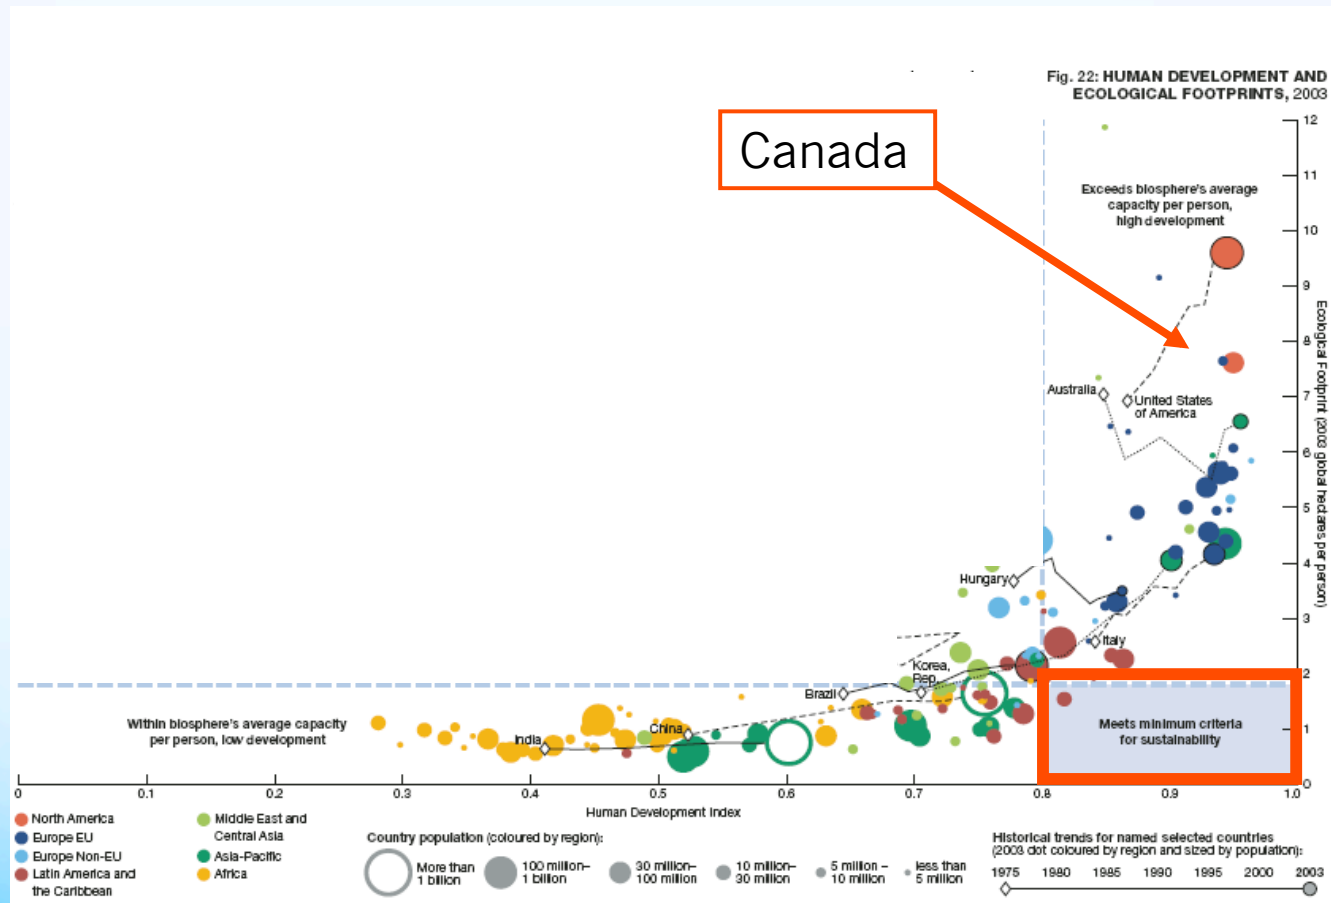 Fig. 22: HUMAN DEVELOPMENT AND
ECOLOGICAL FOOTPRINTS, 2003
Canada
Exceeds biosphere's average
capacity per person,
high development
12
11
10
9
8
7
6
5
4
3
2
1
0
Ecological Footprint (2003 global hectares per person)
Australia
United States
of America
Hungary
Italy
Korea,
Rep.
Brazil
China
India
Within biosphere's average capacity
per person, low development
Meets minimum criteria
for sustainability
0 0.1 0.2 0.3 0.4 0.5 0.6 0.7 0.8 0.9 1.0
Human Development Index
North America
Europe EU
Europe Non-EU
Latin America and
the Caribbean
Middle East and
Central Asia
Asia-Pacific
Africa
Country population (coloured by region):
More than
1 billion
100 million–
1 billion
30 million–
100 million
10 million–
30 million
5 million –
10 million
less than
5 million
Historical trends for named selected countries
(2003 dot coloured by region and sized by population):
1975 1980 1985 1990 1995 2000 2003